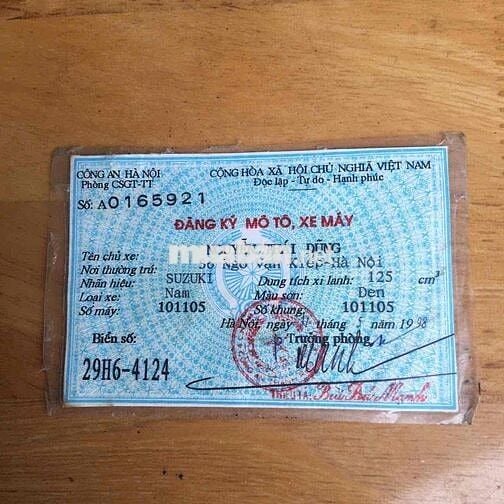 CÔNG AN HÀ NỘI
Phòng CSGT-TT
CỘNG HÒA XÃ HỘI CHỦ NGHĨA VIỆT NAM
Độc lập - Tự do - Hạnh phúc
Số: A0165921
ĐĂNG KÝ MÔ TÔ, XE MÁY
Tên chủ xe: DŨNG
Nơi thường trú: Ngô Văn -Hà Nội
Nhãn hiệu: SUZUKI Dung tích xi lanh: 125 cm³
Loại xe: Nam Màu sơn: Đen
Số máy: 101105 Số khung: 101105
Hà Nội, ngày tháng năm 1998
Biển số: Trưởng phòng
29H6-4124